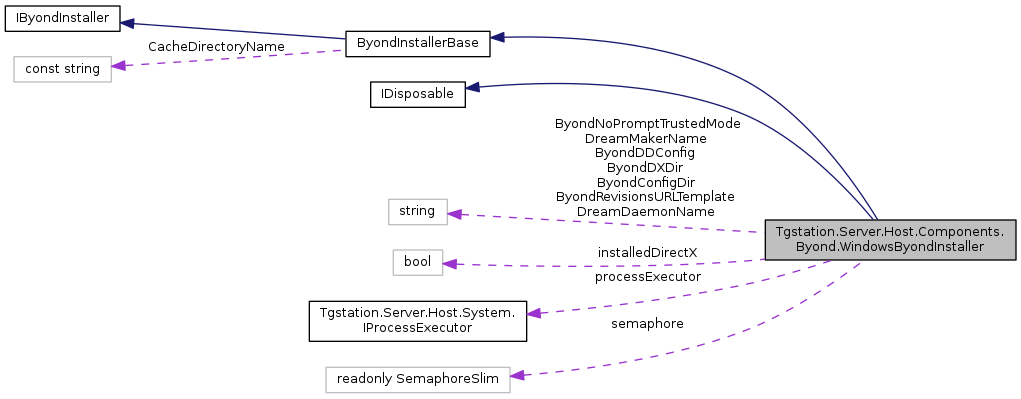 IByondInstaller
CacheDirectoryName
ByondInstallerBase
const string
IDisposable
ByondNoPromptTrustedMode
DreamMakerName
ByondDDConfig
ByondDXDir
ByondConfigDir
ByondRevisionsURLTemplate
DreamDaemonName
string
Tgstation.Server.Host.Components.
Byond.WindowsByondInstaller
installedDirectX
bool
processExecutor
Tgstation.Server.Host.System.
IProcessExecutor
semaphore
readonly SemaphoreSlim